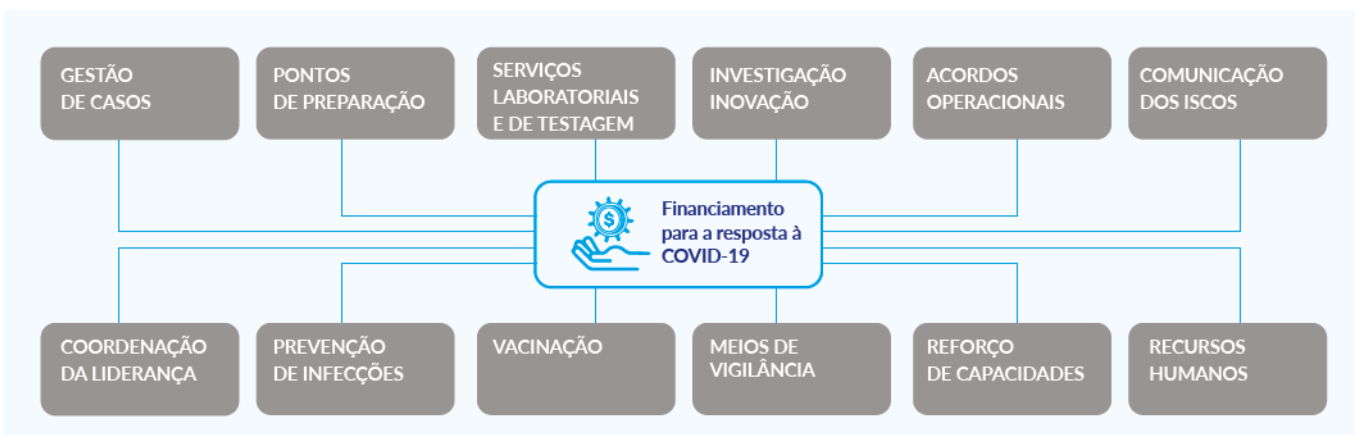 GESTÃO
DE CASOS
PONTOS
DE PREPARAÇÃO
SERVIÇOS
LABORATORIAIS
E DE TESTAGEM
INVESTIGAÇÃO
INOVAÇÃO
ACORDOS
OPERACIONAIS
COMUNICAÇÃO
DOS ISCOS
$
Financiamento
para a resposta à
COVID-19
COORDENAÇÃO
DA LIDERANÇA
PREVENÇÃO
DE INFECÇÕES
VACINAÇÃO
MEIOS DE
VIGILÂNCIA
REFORÇO
DE CAPACIDADES
RECURSOS
HUMANOS